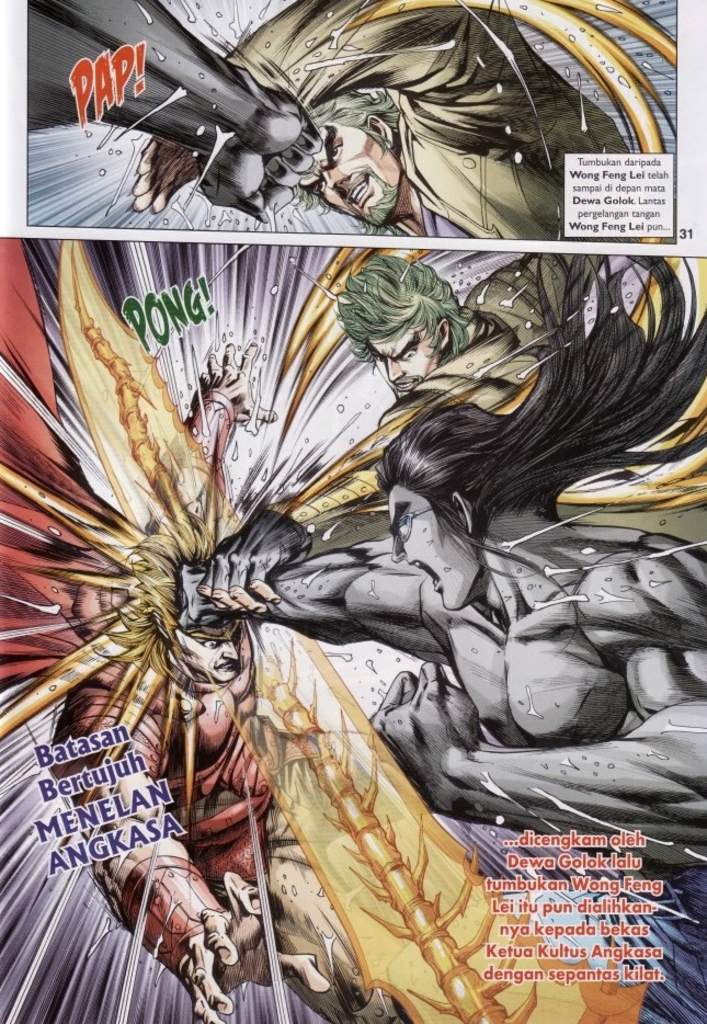 PAP!
Tumbukan daripada
Wong Feng Lei telah
sampai di depan mata
Dewa Golok. Lantas
pergelangan tangan
Wong Feng Lei pun...
31
PONG!
Batasan
Bertujuh
MENELAN
ANGKASA
...dicengkam oleh
Dewa Golok lalu
tumbukan Wong Feng
Lei itu pun dialihkan-
nya kepada bekas
Ketua Kultus Angkasa
dengan sepantas kilat.